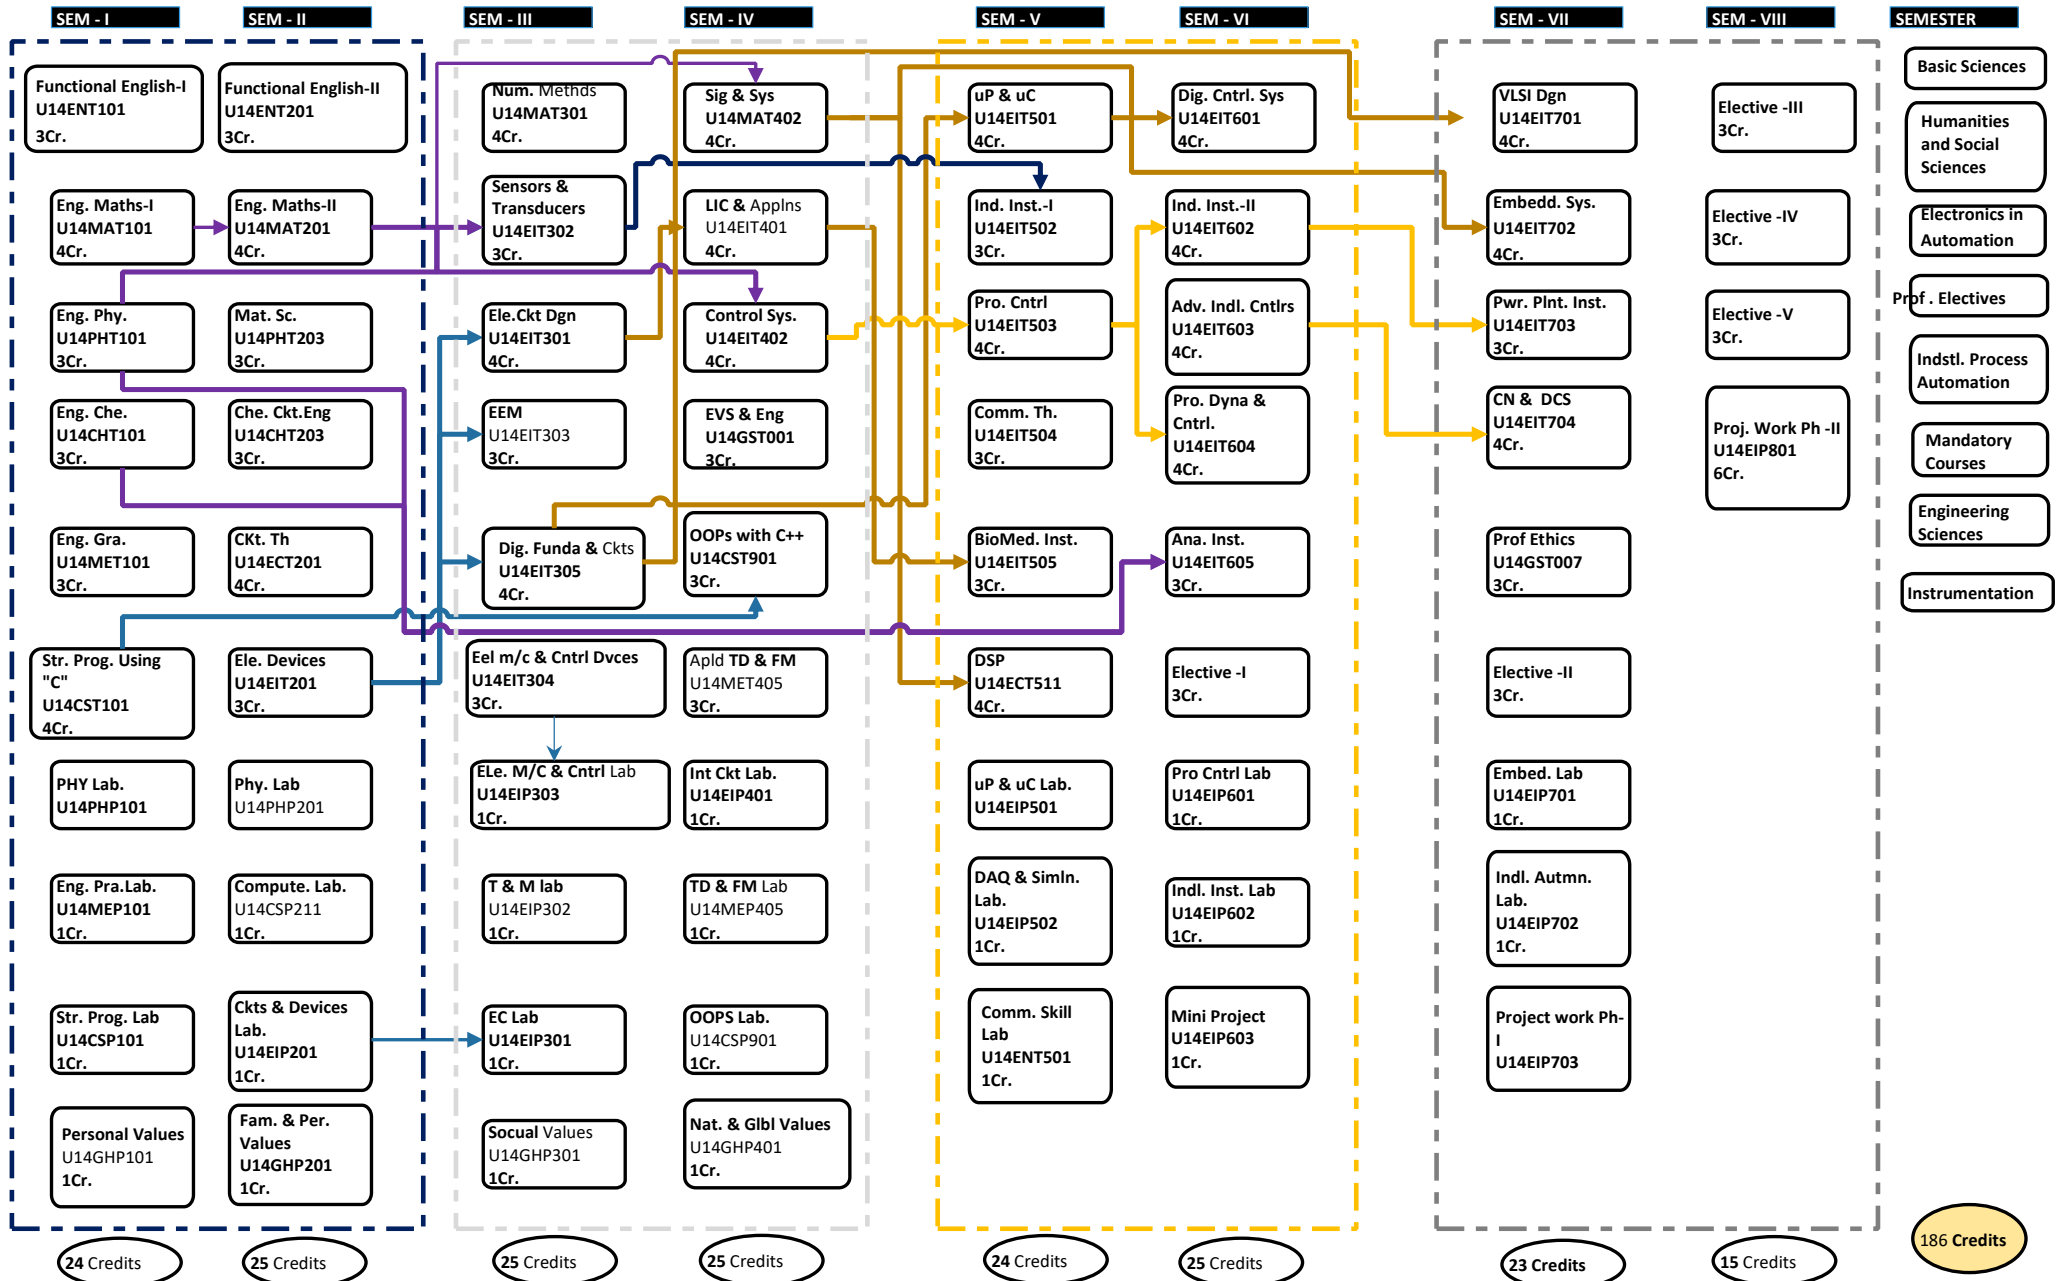 SEM - I
SEM - II
SEM - III
SEM - IV
SEM - V
SEM - VI
SEM - VII
SEM - VIII
SEMESTER
Functional English-I
U14ENT101
3Cr.
Eng. Maths-I
U14MAT101
4Cr.
Eng. Phy.
U14PHT101
3Cr.
Eng. Che.
U14CHT101
3Cr.
Eng. Gra.
U14MET101
3Cr.
Str. Prog. Using
"C"
U14CST101
4Cr.
PHY Lab.
U14PHP101
Eng. Pra.Lab.
U14MEP101
1Cr.
Str. Prog. Lab
U14CSP101
1Cr.
Personal Values
U14GHP101
1Cr.
24 Credits
Functional English-II
U14ENT201
3Cr.
Eng. Maths-II
U14MAT201
4Cr.
Mat. Sc.
U14PHT203
3Cr.
Che. Ckt.Eng
U14CHT203
3Cr.
CKt. Th
U14ECT201
4Cr.
Ele. Devices
U14EIT201
3Cr.
Phy. Lab
U14PHP201
Compute. Lab.
U14CSP211
1Cr.
Ckts & Devices
Lab.
U14EIP201
1Cr.
Fam. & Per.
Values
U14GHP201
1Cr.
25 Credits
Num. Methds
U14MAT301
4Cr.
Sensors &
Transducers
U14EIT302
3Cr.
Ele.Ckt Dgn
U14EIT301
4Cr.
EEM
U14EIT303
3Cr.
Dig. Funda & Ckts
U14EIT305
4Cr.
Eel m/c & Cntrl Dvces
U14EIT304
3Cr.
ELe. M/C & Cntrl Lab
U14EIP303
1Cr.
T & M lab
U14EIP302
1Cr.
EC Lab
U14EIP301
1Cr.
Socual Values
U14GHP301
1Cr.
25 Credits
Sig & Sys
U14MAT402
4Cr.
LIC & Applns
U14EIT401
4Cr.
Control Sys.
U14EIT402
4Cr.
EVS & Eng
U14GST001
3Cr.
OOPs with C++
U14CST901
3Cr.
Apld TD & FM
U14MET405
3Cr.
Int Ckt Lab.
U14EIP401
1Cr.
TD & FM Lab
U14MEP405
1Cr.
OOPS Lab.
U14CSP901
1Cr.
Nat. & Glbl Values
U14GHP401
1Cr.
25 Credits
uP & uC
U14EIT501
4Cr.
Ind. Inst.-I
U14EIT502
3Cr.
Pro. Cntrl
U14EIT503
4Cr.
Comm. Th.
U14EIT504
3Cr.
BioMed. Inst.
U14EIT505
3Cr.
DSP
U14ECT511
4Cr.
uP & uC Lab.
U14EIP501
DAQ & Simln.
Lab.
U14EIP502
1Cr.
Comm. Skill
Lab
U14ENT501
1Cr.
24 Credits
Dig. Cntrl. Sys
U14EIT601
4Cr.
Ind. Inst.-II
U14EIT602
4Cr.
Adv. Indl. Cntlrs
U14EIT603
4Cr.
Pro. Dyna &
Cntrl.
U14EIT604
4Cr.
Ana. Inst.
U14EIT605
3Cr.
Elective -I
3Cr.
Pro Cntrl Lab
U14EIP601
1Cr.
Indl. Inst. Lab
U14EIP602
1Cr.
Mini Project
U14EIP603
1Cr.
25 Credits
VLSI Dgn
U14EIT701
4Cr.
Embedd. Sys.
U14EIT702
4Cr.
Pwr. Plnt. Inst.
U14EIT703
3Cr.
CN & DCS
U14EIT704
4Cr.
Prof Ethics
U14GST007
3Cr.
Elective -II
3Cr.
Embed. Lab
U14EIP701
1Cr.
Indl. Autmn.
Lab.
U14EIP702
1Cr.
Project work Ph-
I
U14EIP703
23 Credits
Elective -III
3Cr.
Elective -IV
3Cr.
Elective -V
3Cr.
Proj. Work Ph -II
U14EIP801
6Cr.
15 Credits
Basic Sciences
Humanities
and Social
Sciences
Electronics in
Automation
Prof . Electives
Indstl. Process
Automation
Mandatory
Courses
Engineering
Sciences
Instrumentation
186 Credits